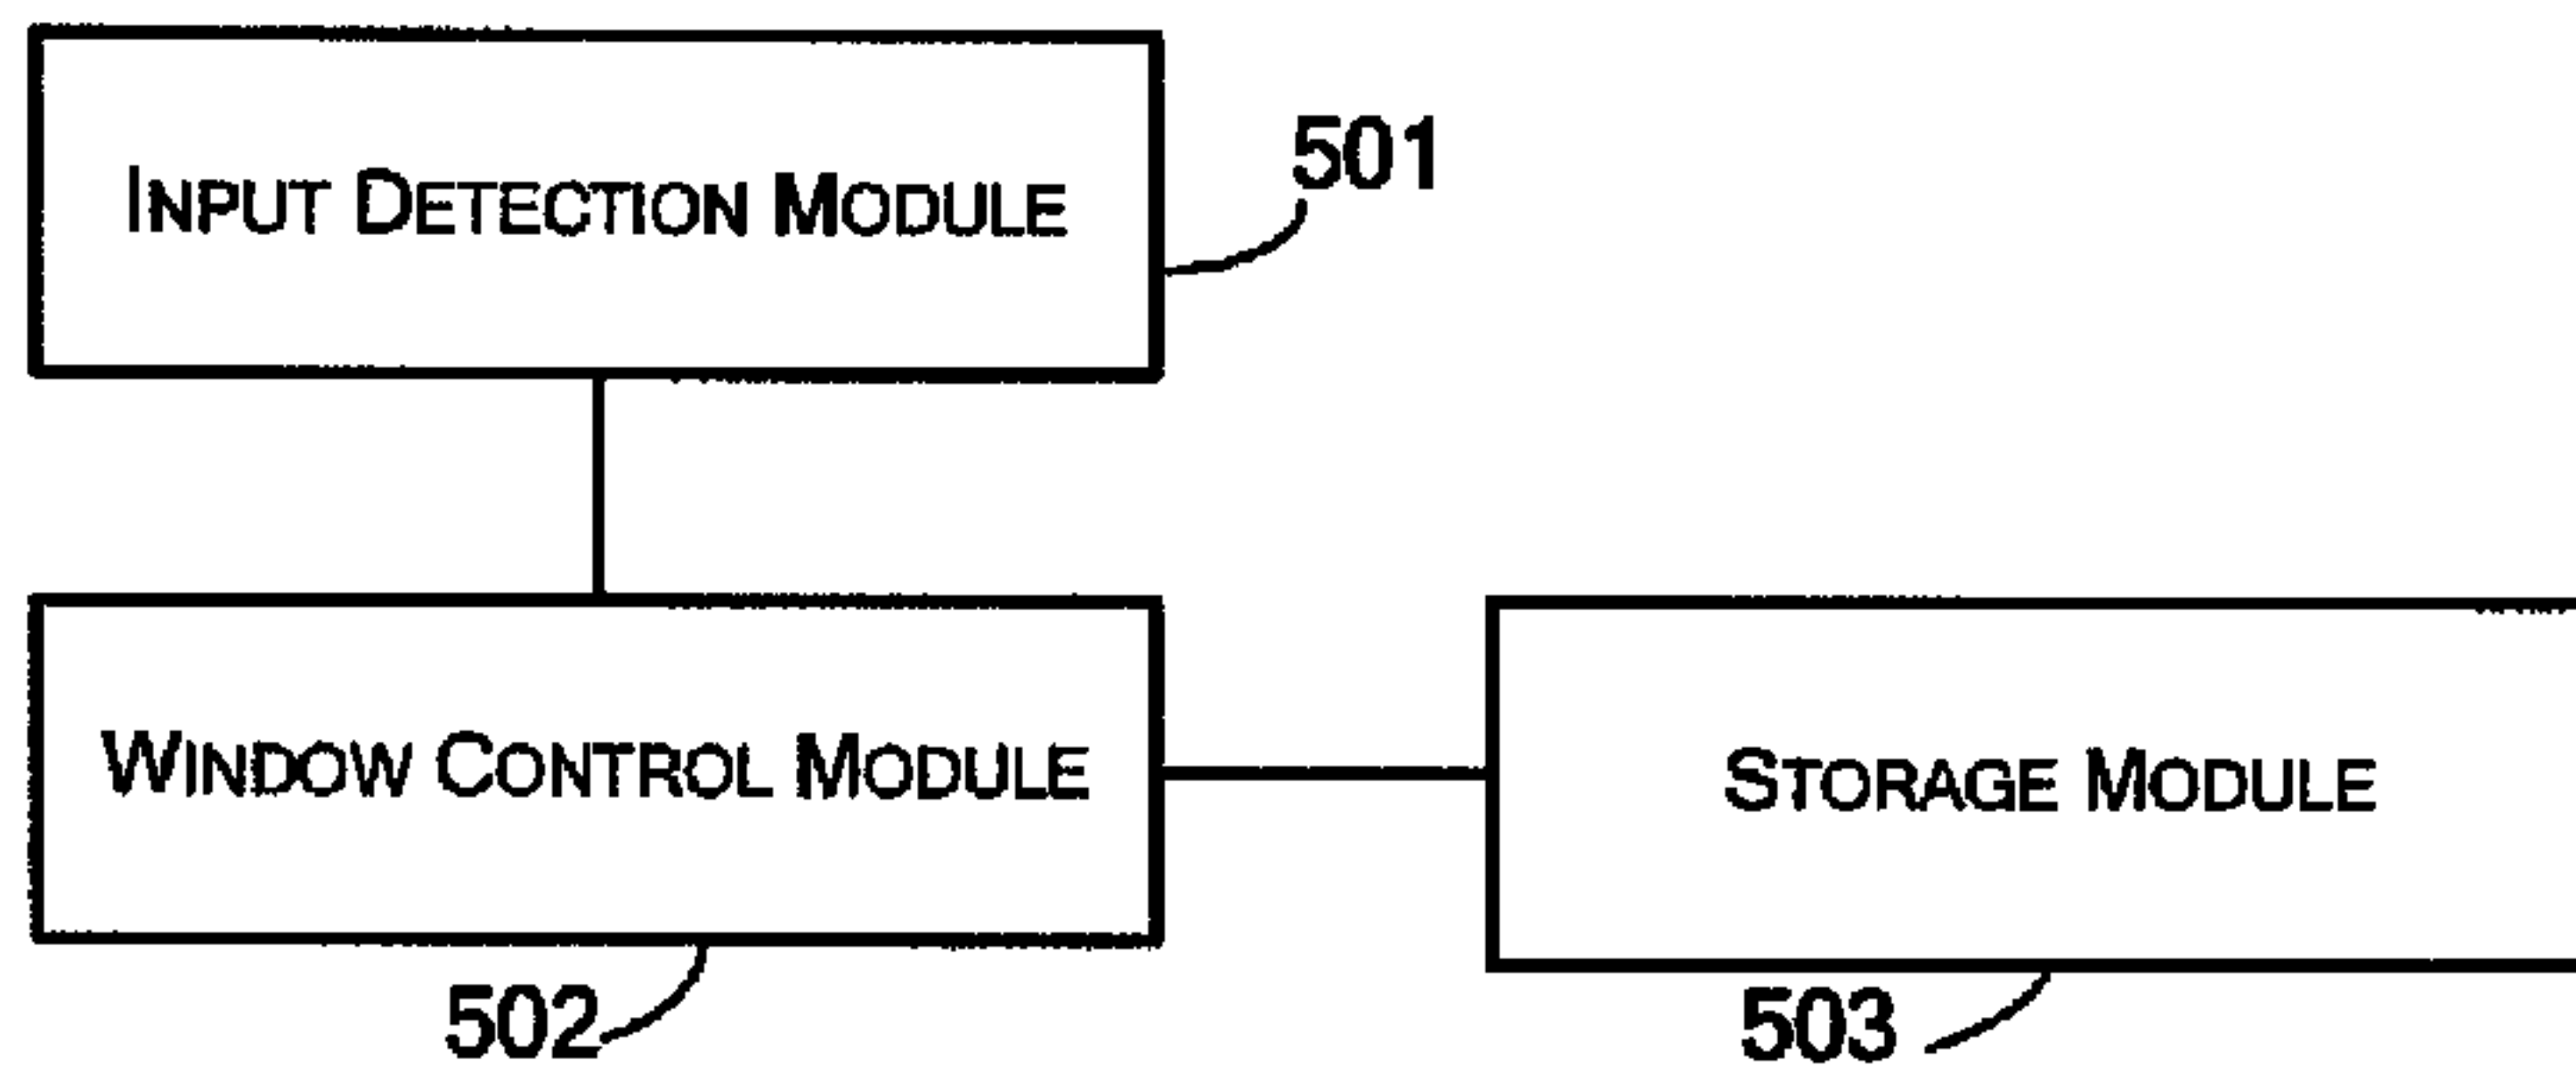 INPUT DETECTION MODULE
501
WINDOW CONTROL MODULE
STORAGE MODULE
502
503